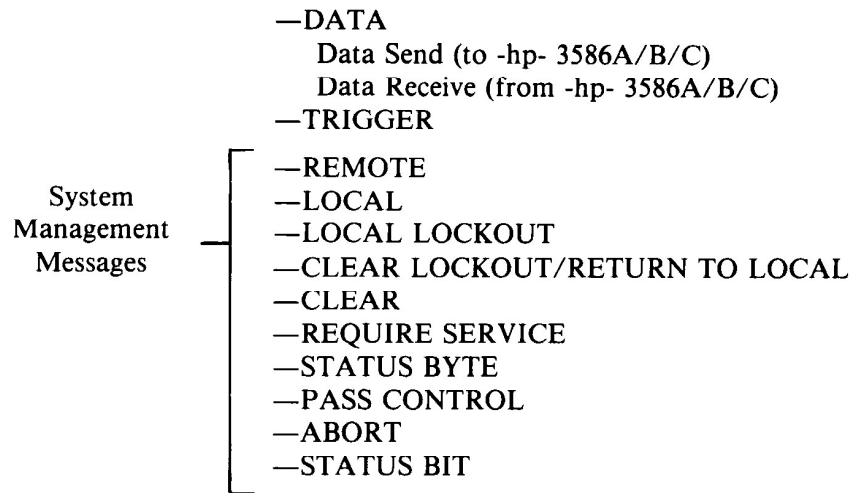 —DATA
Data Send (to -hp- 3586A/B/C)
Data Receive (from -hp- 3586A/B/C)
—TRIGGER
System
Management
Messages
—REMOTE
—LOCAL
—LOCAL LOCKOUT
—CLEAR LOCKOUT/RETURN TO LOCAL
—CLEAR
—REQUIRE SERVICE
—STATUS BYTE
—PASS CONTROL
—ABORT
—STATUS BIT